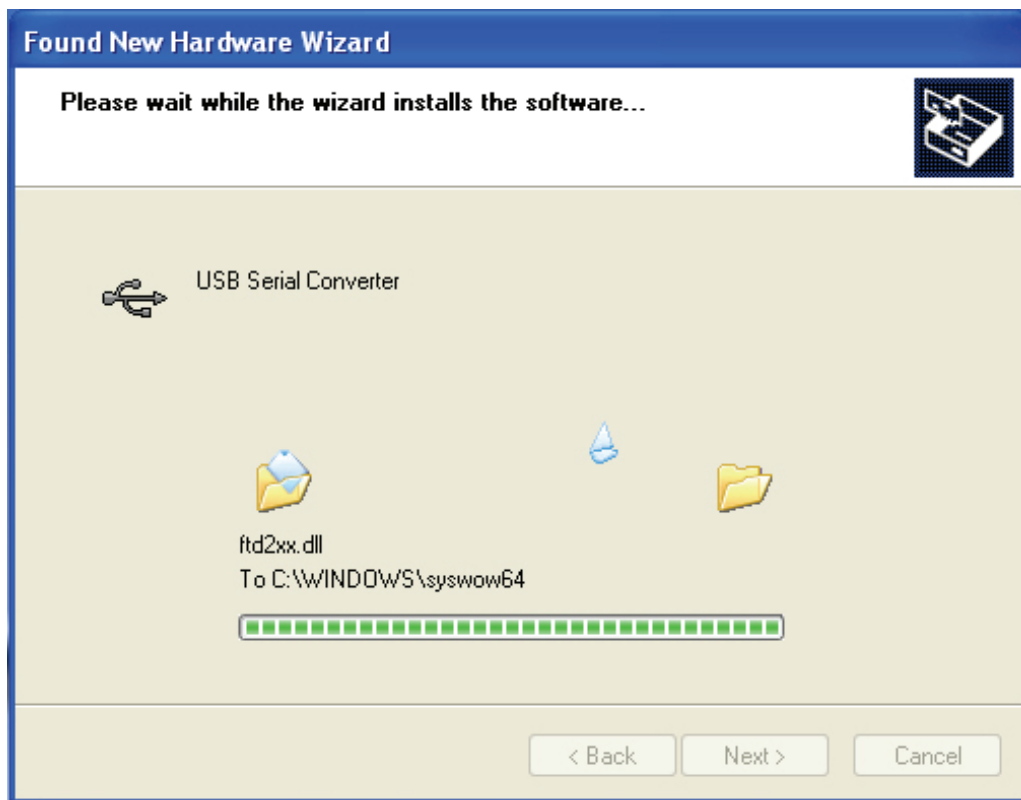 Found New Hardware Wizard
Please wait while the wizard installs the software...
USB Serial Converter
ftd2xx.dll
To C:\WINDOWS\syswow64
< Back
Next >
Cancel